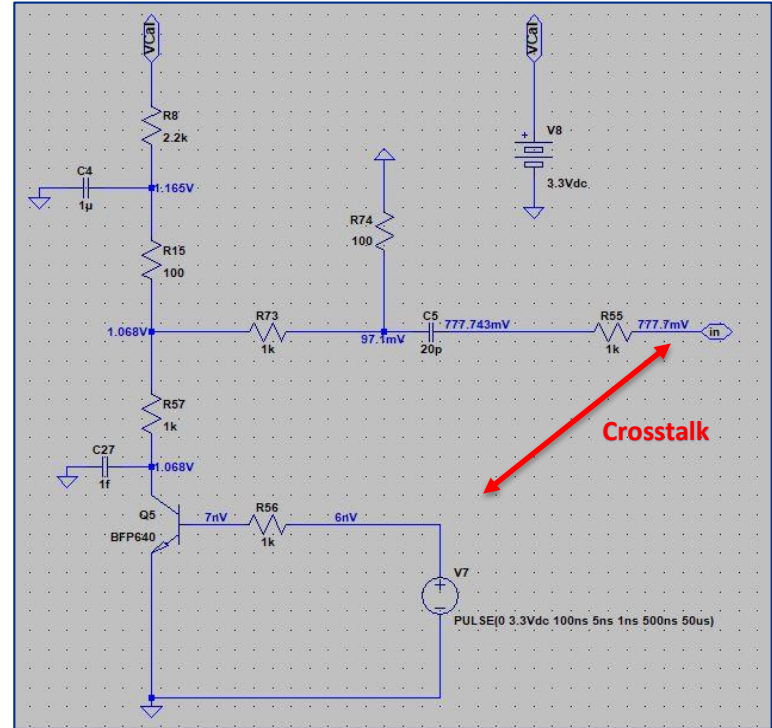 VCal
VCal
R8
2.2k
V8
+
3.3Vdc
C4
1µ
1.165V
R74
100
R15
100
R73
1k
C5
20p
777.743mV
R55
1k
777.7mV
in
1.068V
97.1mV
R57
1k
Crosstalk
C27
1f
1.068V
Q5
BFP640
7nV
R56
1k
6nV
V7
+
−
PULSE(0 3.3Vdc 100ns 5ns 1ns 500ns 50us)